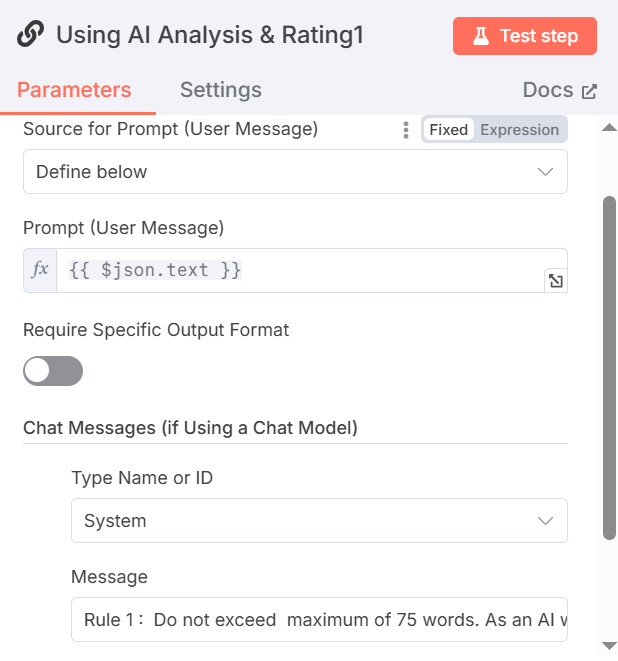 Using AI Analysis & Rating1
Test step
Parameters
Settings
Docs
Source for Prompt (User Message)
Fixed
Expression
Define below
Prompt (User Message)
fx
{{ $json.text }}
Require Specific Output Format
Chat Messages (if Using a Chat Model)
Type Name or ID
System
Message
Rule 1 :  Do not exceed  maximum of 75 words. As an AI